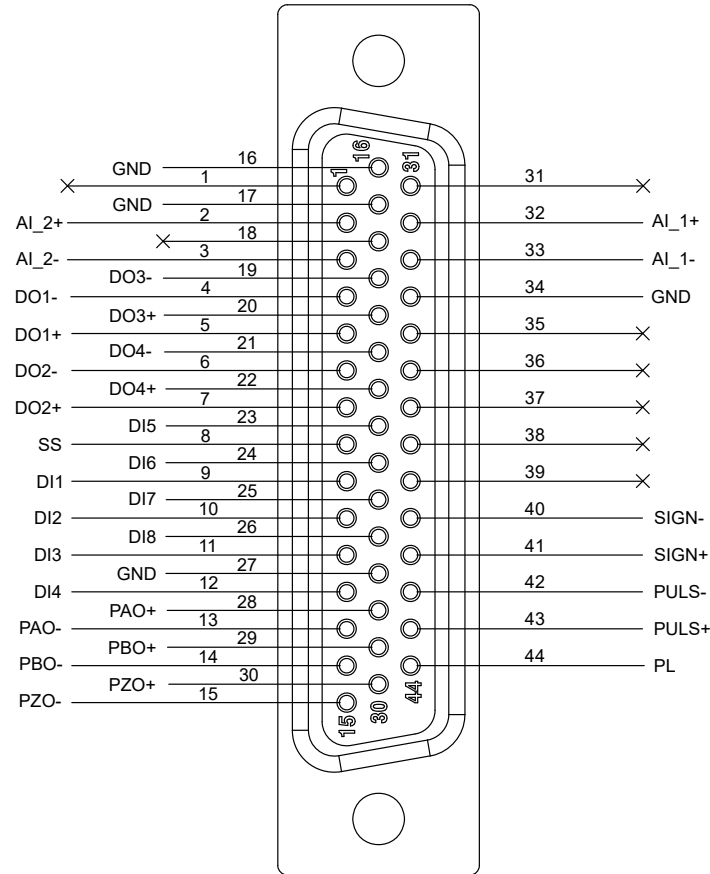 16
GND
31
16
1
1
31
17
GND
2
AI_2+
32
AI_1+
18
3
AI_2-
33
AI_1-
19
DO3-
4
DO1-
34
GND
20
DO3+
5
DO1+
35
21
DO4-
6
DO2-
36
22
DO4+
7
DO2+
37
23
DI5
8
SS
38
24
DI6
9
DI1
39
25
DI7
10
DI2
40
SIGN-
26
DI8
11
DI3
41
SIGN+
27
GND
12
DI4
42
PULS-
28
PAO+
13
PAO-
43
PULS+
29
PBO+
14
PBO-
44
PL
30
PZO+
15
PZO-
15
30
44